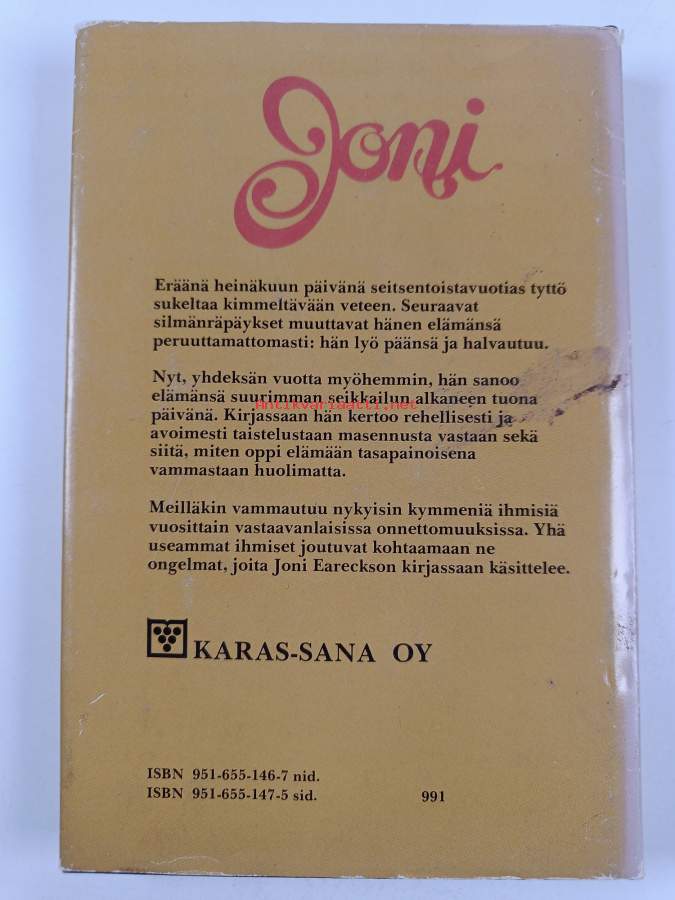 Joni
Eräänä heinäkuun päivänä seitsentoistavuotias tyttö
sukeltaa kimmeltävään veteen. Seuraavat
silmänräpäykset muuttavat hänen elämänsä
peruuttamattomasti: hän lyö päänsä ja halvautuu.
Nyt, yhdeksän vuotta myöhemmin, hän sanoo
elämänsä suurimman seikkailun alkaneen tuona
Antikvariaatti.net
päivänä. Kirjassaan hän kertoo rehellisesti ja
avoimesti taistelustaan masennusta vastaan sekä
siitä, miten oppi elämään tasapainoisena
vammastaan huolimatta.
Meilläkin vammautuu nykyisin kymmeniä ihmisiä
vuosittain vastaavanlaisissa onnettomuuksissa. Yhä
useammat ihmiset joutuvat kohtaamaan ne
ongelmat, joita Joni Eareckson kirjassaan käsittelee.
KARAS-SANA OY
ISBN 951-655-146-7 nid.
ISBN 951-655-147-5 sid. 991